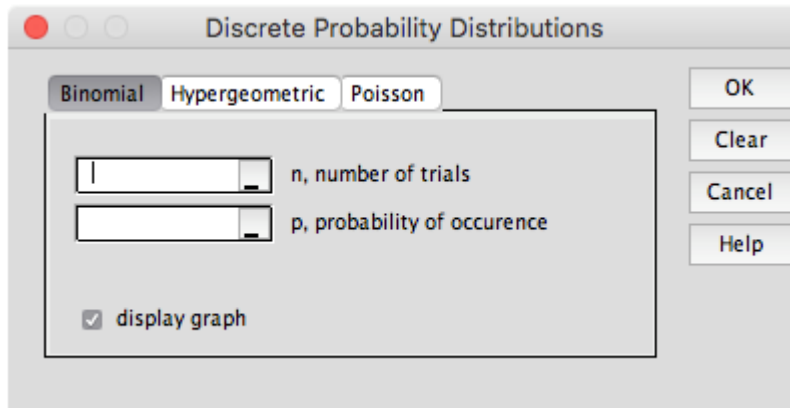 Discrete Probability Distributions
Binomial Hypergeometric Poisson
OK
Clear
Cancel
Help
n, number of trials
p, probability of occurence
display graph